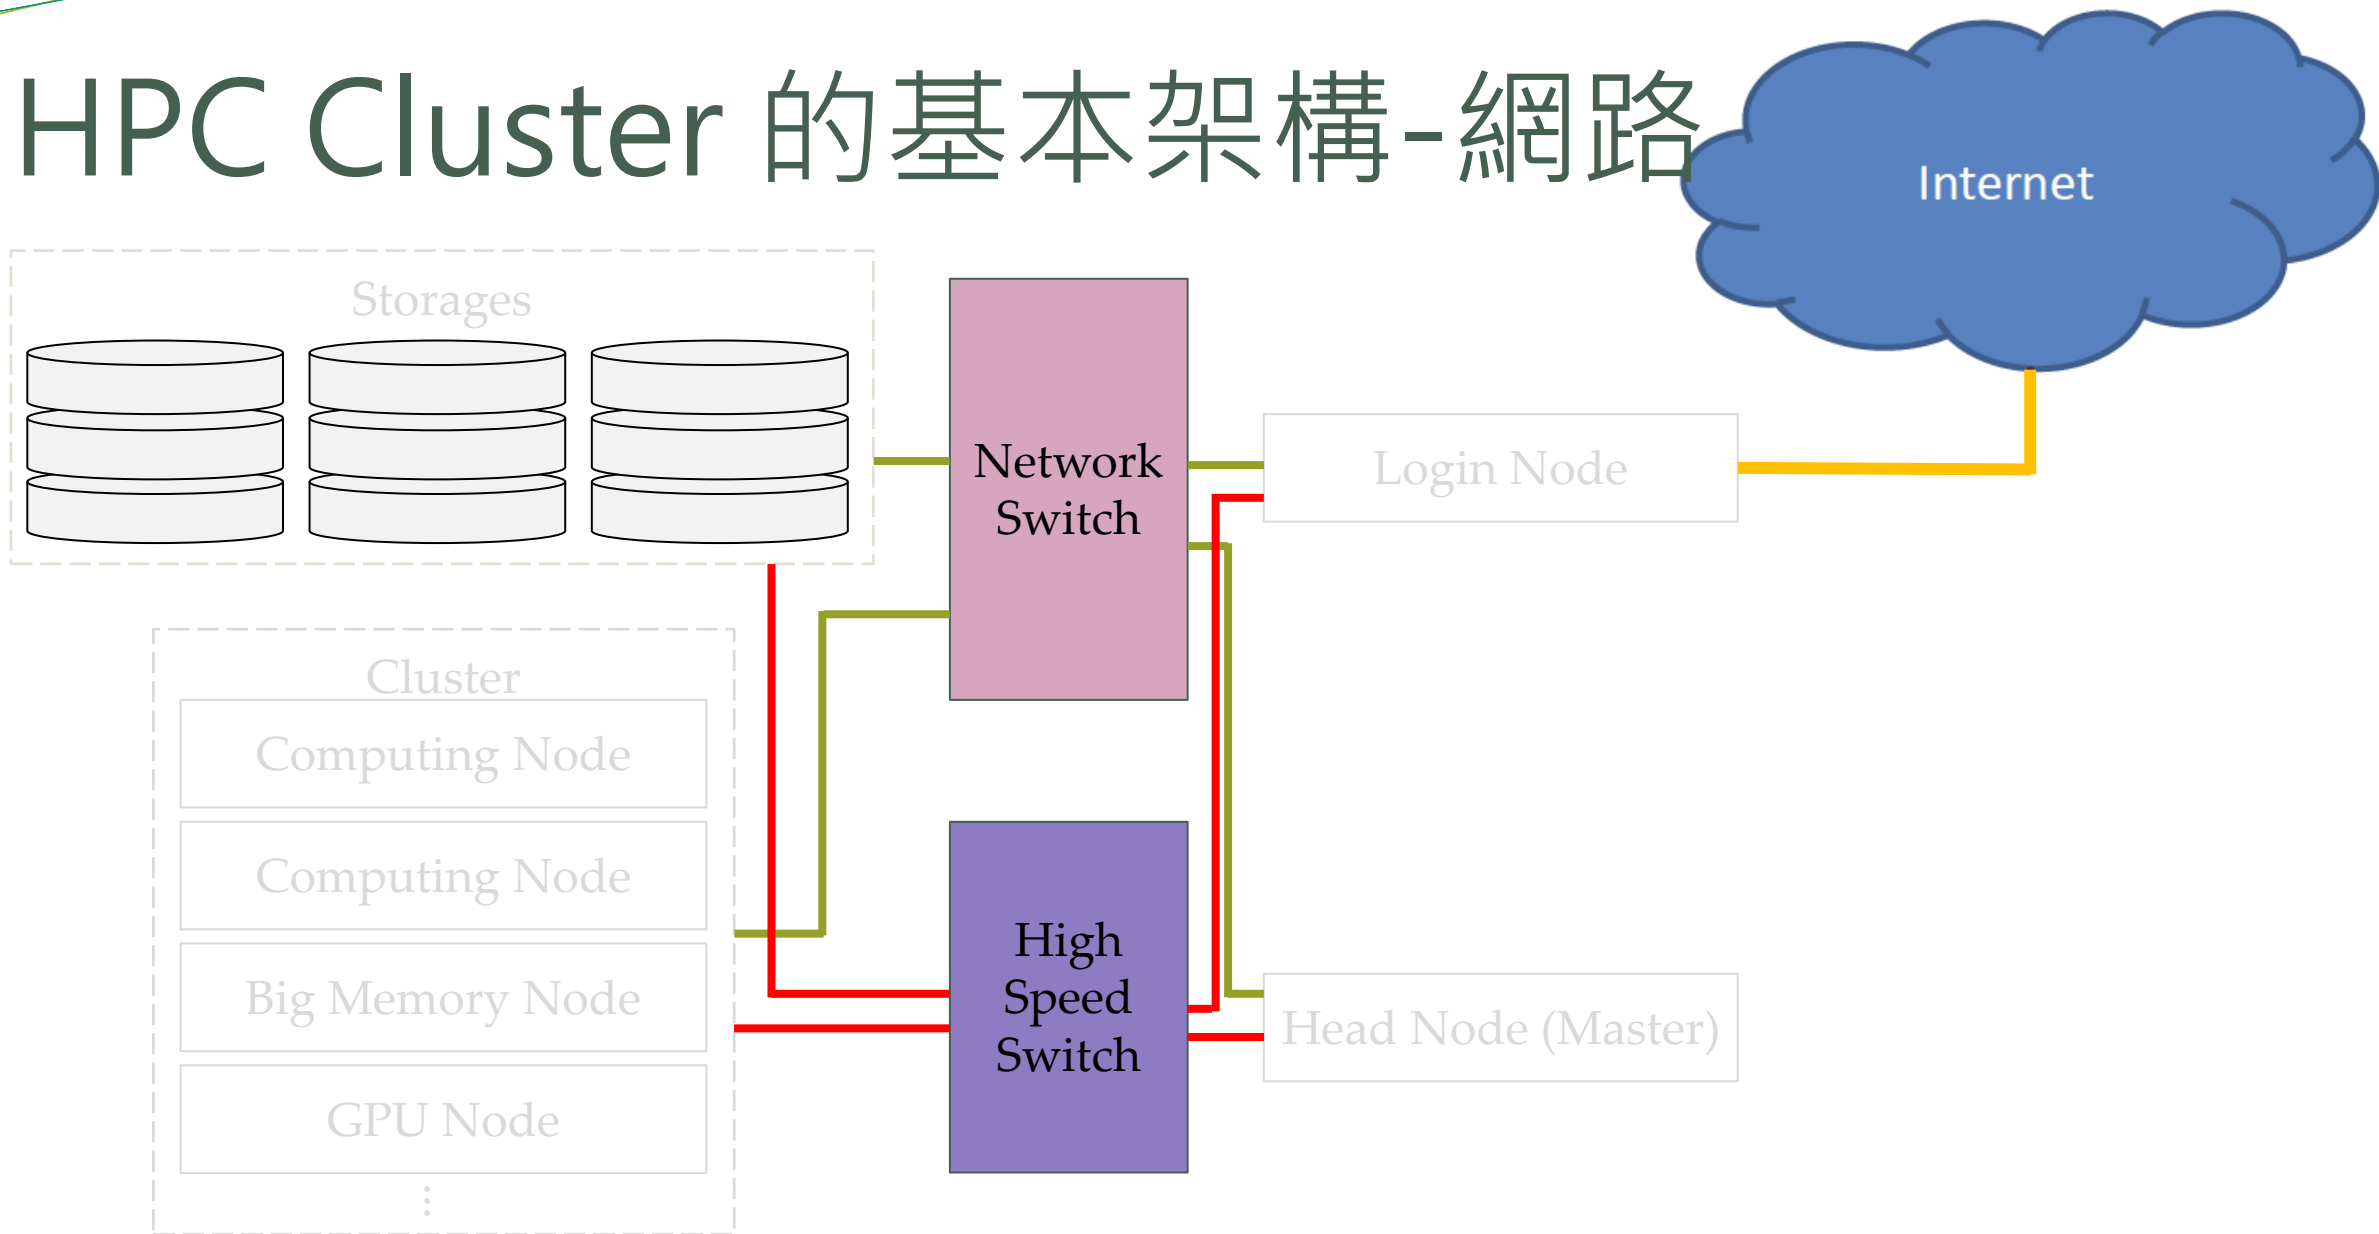 HPC Cluster 的基本架構-網路
Internet
Storages
Network
Switch
Login Node
Cluster
Computing Node
Computing Node
Big Memory Node
GPU Node
⋮
High
Speed
Switch
Head Node (Master)